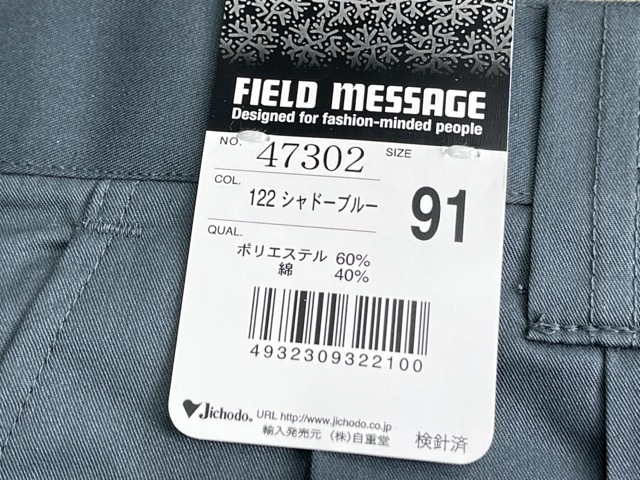 FIELD MESSAGE
Designed for fashion-minded people
NO. 47302 SIZE
COL. 122 シャドーブルー 91
QUAL.
ポリエステル 60%
綿 40%
4932309322100
Jichodo® URL http://www.jichodo.co.jp
輸入発売元 (株)自重堂 検針済